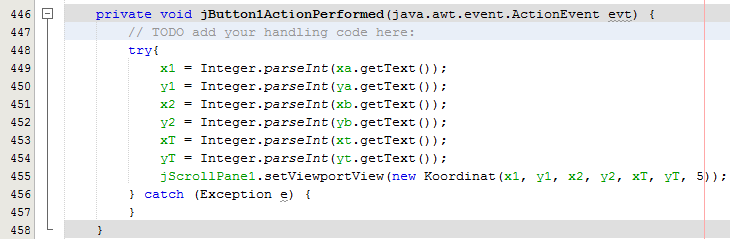 446 private void jButton1ActionPerformed(java.awt.event.ActionEvent evt) {
447 // TODO add your handling code here:
448 try{
449 x1 = Integer.parseInt(xa.getText());
450 y1 = Integer.parseInt(ya.getText());
451 x2 = Integer.parseInt(xb.getText());
452 y2 = Integer.parseInt(yb.getText());
453 xT = Integer.parseInt(xt.getText());
454 yT = Integer.parseInt(yt.getText());
455 jScrollPane1.setViewportView(new Koordinat(x1, y1, x2, y2, xT, yT, 5));
456 } catch (Exception e) {
457 }
458 }